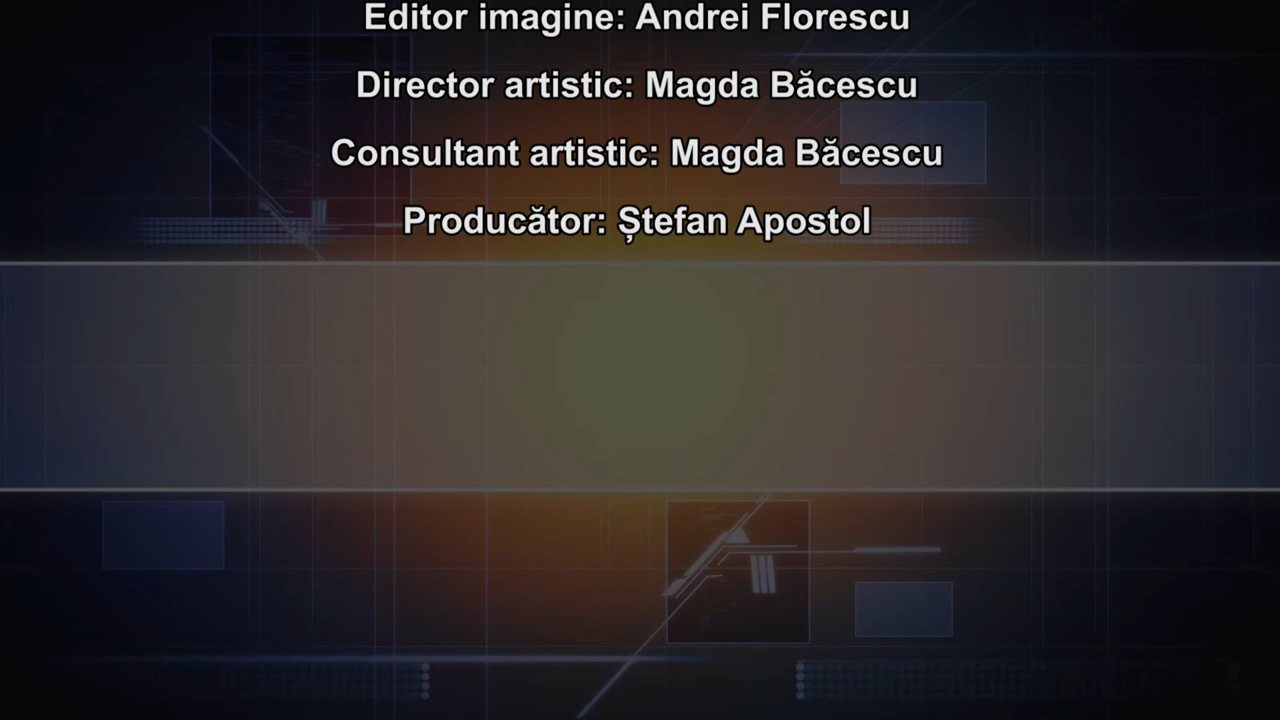 Editor imagine: Andrei Florescu
Director artistic: Magda Băcescu
Consultant artistic: Magda Băcescu
Producător: Ștefan Apostol